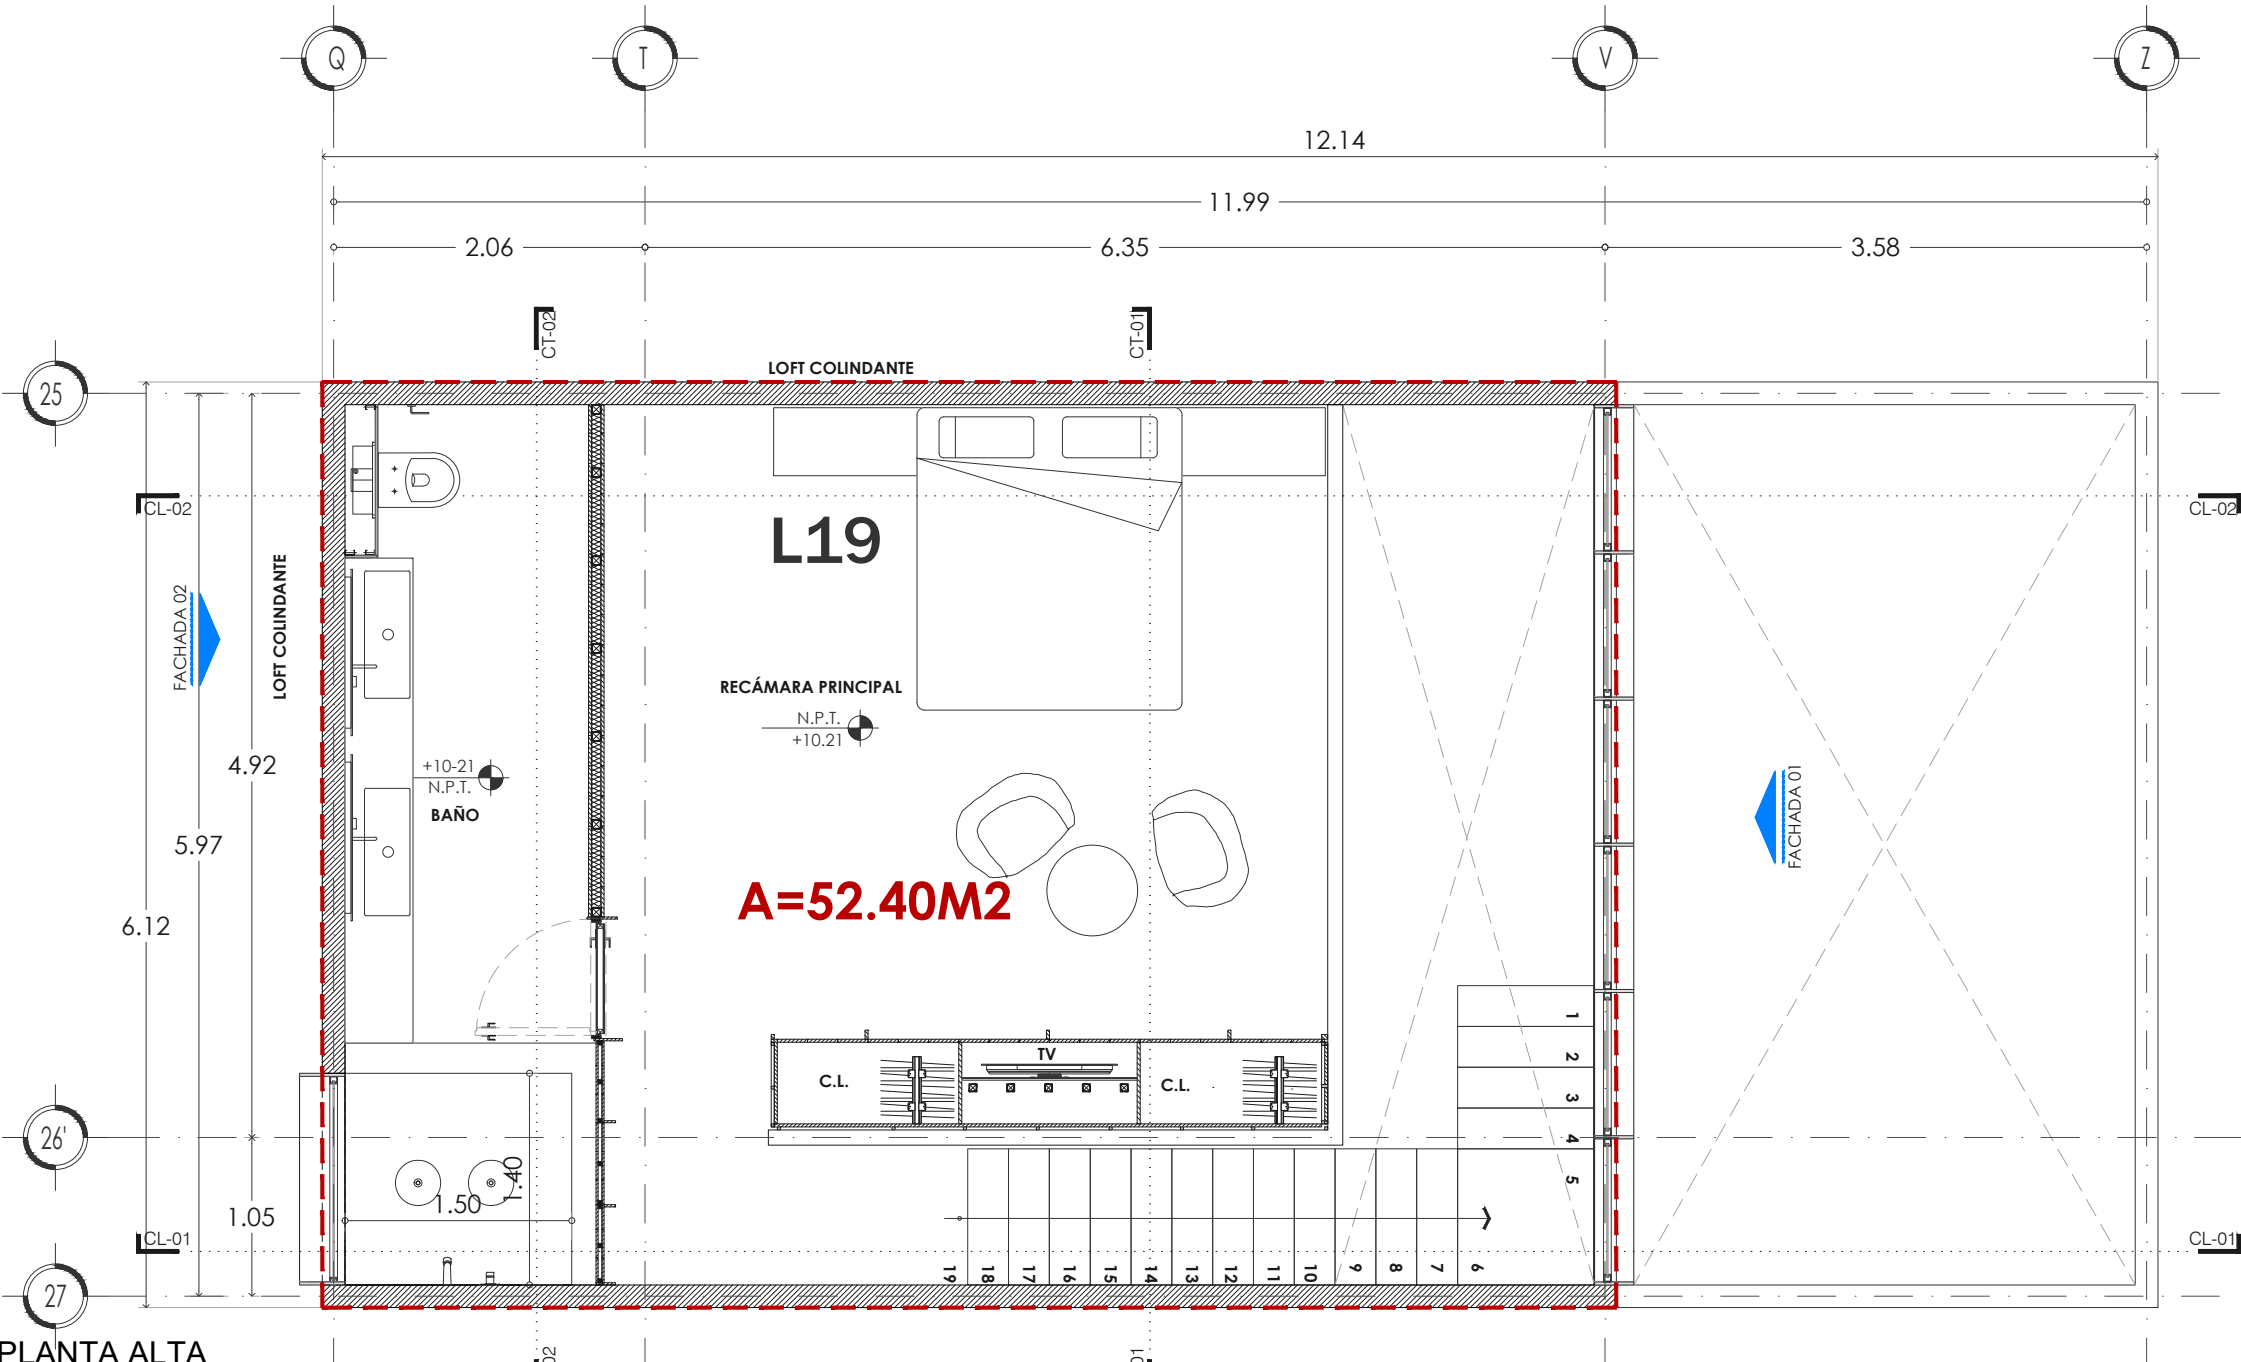 Q T V Z
12.14
11.99
2.06 6.35 3.58
CT-02 CT-01
LOFT COLINDANTE
25
CL-02 CL-02
L19
LOFT COLINDANTE
FACHADA 02
RECÁMARA PRINCIPAL
N.P.T.
+10.21
4.92
+10-21
N.P.T.
BAÑO
FACHADA 01
5.97
A=52.40M2
6.12
1
2
3
4
5
TV
C.L. C.L.
26'
1.40
1.50
1.05
CL-01 CL-01
19 18 17 16 15 14 13 12 11 10 9 8 7 6
27
PLANTA ALTA
02 01